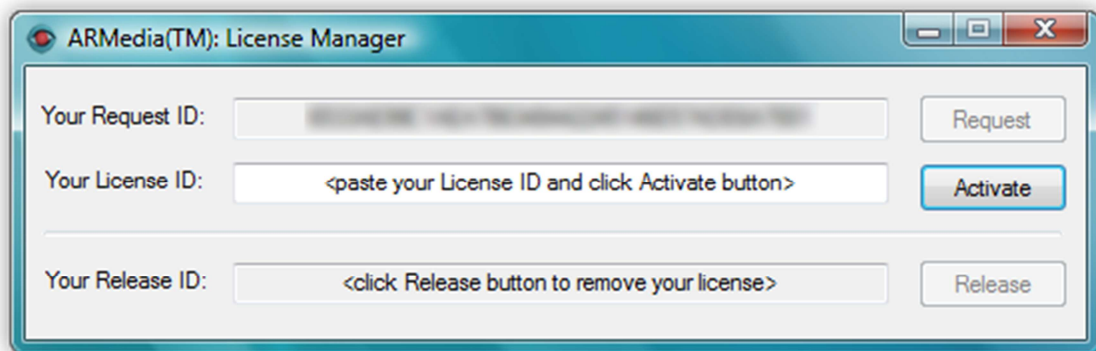 ARMedia(TM): License Manager
Your Request ID: Request
Your License ID: <paste your License ID and click Activate button> Activate
Your Release ID: <click Release button to remove your license> Release